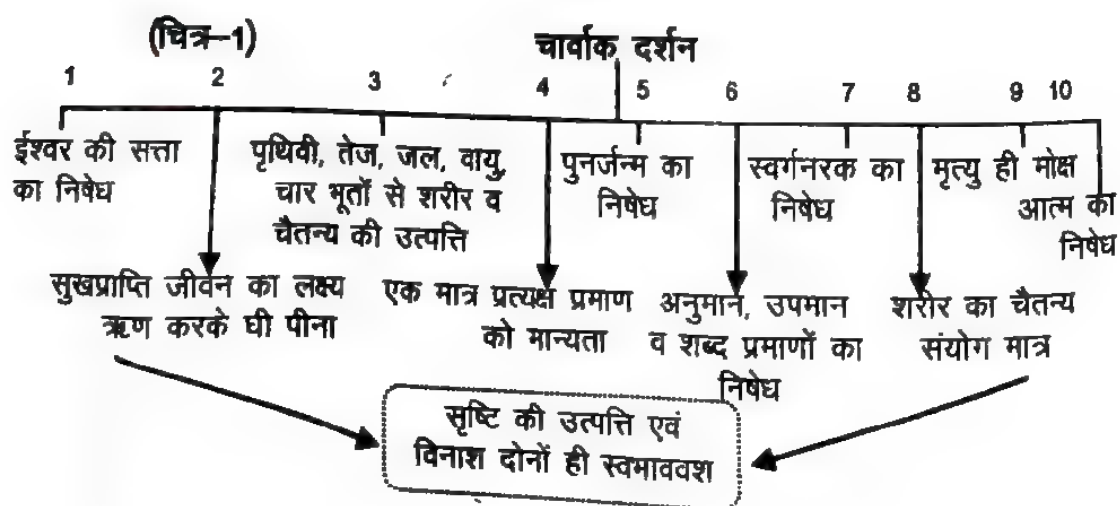 (चित्र–1)
चार्वाक दर्शन
1 2 3 4 5 6 7 8 9 10
ईश्वर की सत्ता
का निषेध
पृथिवी, तेज, जल, वायु,
चार भूतों से शरीर व
चैतन्य की उत्पत्ति
पुनर्जन्म का
निषेध
स्वर्गनरक का
निषेध
मृत्यु ही मोक्ष
आत्म का
निषेध
सुखप्राप्ति जीवन का लक्ष्य
ऋण करके घी पीना
एक मात्र प्रत्यक्ष प्रमाण
को मान्यता
अनुमान, उपमान
व शब्द प्रमाणों का
निषेध
शरीर का चैतन्य
संयोग मात्र
सृष्टि की उत्पत्ति एवं
विनाश दोनों ही स्वभाववश